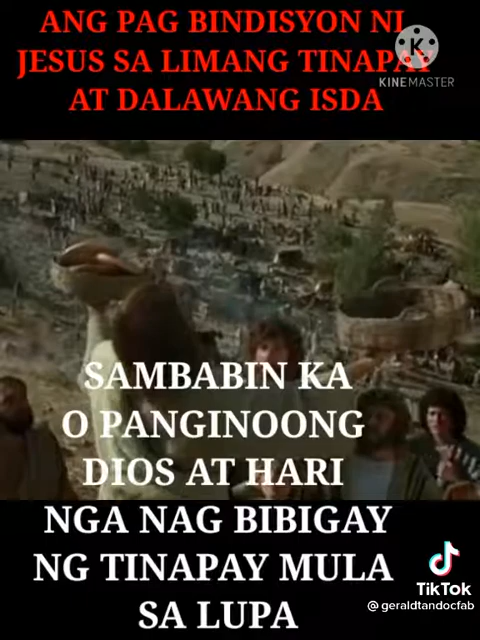 ANG PAG BINDISYON NI
JESUS SA LIMANG TINAPAY
AT DALAWANG ISDA
KINEMASTER
SAMBABIN KA
O PANGINOONG
DIOS AT HARI
NGA NAG BIBIGAY
NG TINAPAY MULA
SA LUPA
TikTok
@geraldtandocfab